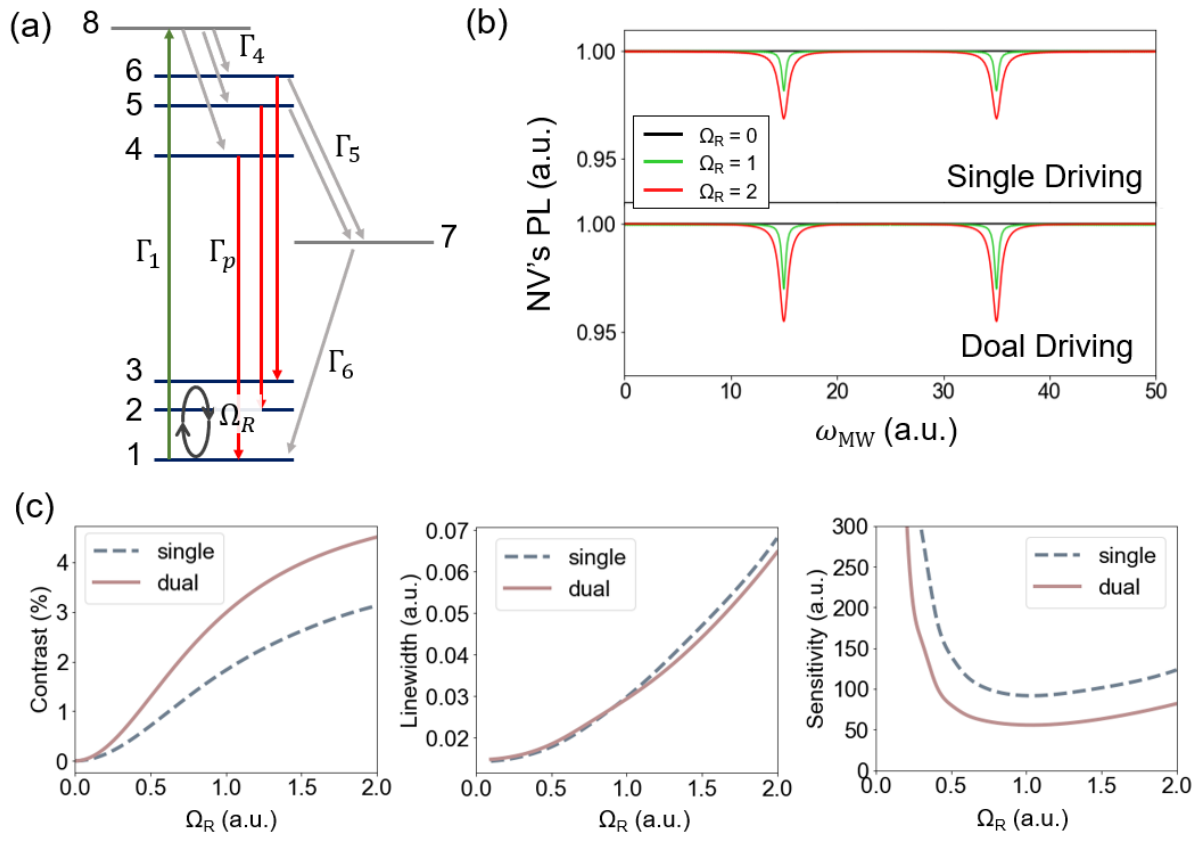 (a)
8
Γ4
6
5
4
Γ5
7
Γ1
Γp
Γ6
3
2
ΩR
1
(b)
NV's PL (a.u.)
1.00
0.95
ΩR = 0
ΩR = 1
ΩR = 2
Single Driving
1.00
0.95
Doal Driving
0 10 20 30 40 50
ωMW (a.u.)
(c)
Contrast (%)
4
3
2
1
0
single
dual
0.0 0.5 1.0 1.5 2.0
ΩR (a.u.)
Linewidth (a.u.)
0.07
0.06
0.05
0.04
0.03
0.02
single
dual
0.0 0.5 1.0 1.5 2.0
ΩR (a.u.)
Sensitivity (a.u.)
300
250
200
150
100
50
0
single
dual
0.0 0.5 1.0 1.5 2.0
ΩR (a.u.)